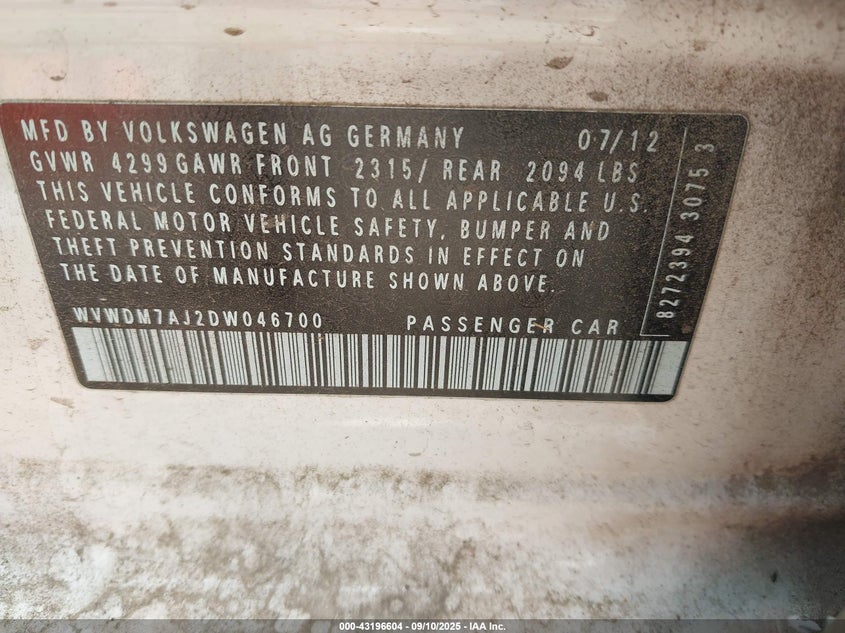 MFD BY VOLKSWAGEN AG GERMANY 07/12
GVWR 4299 GAWR FRONT 2315/ REAR 2094 LBS
THIS VEHICLE CONFORMS TO ALL APPLICABLE U.S.
FEDERAL MOTOR VEHICLE SAFETY, BUMPER AND
THEFT PREVENTION STANDARDS IN EFFECT ON
THE DATE OF MANUFACTURE SHOWN ABOVE.
WVWDM7AJ2DW046700 PASSENGER CAR
8272394 3075 3
000-43196604 - 09/10/2025 - IAA Inc.